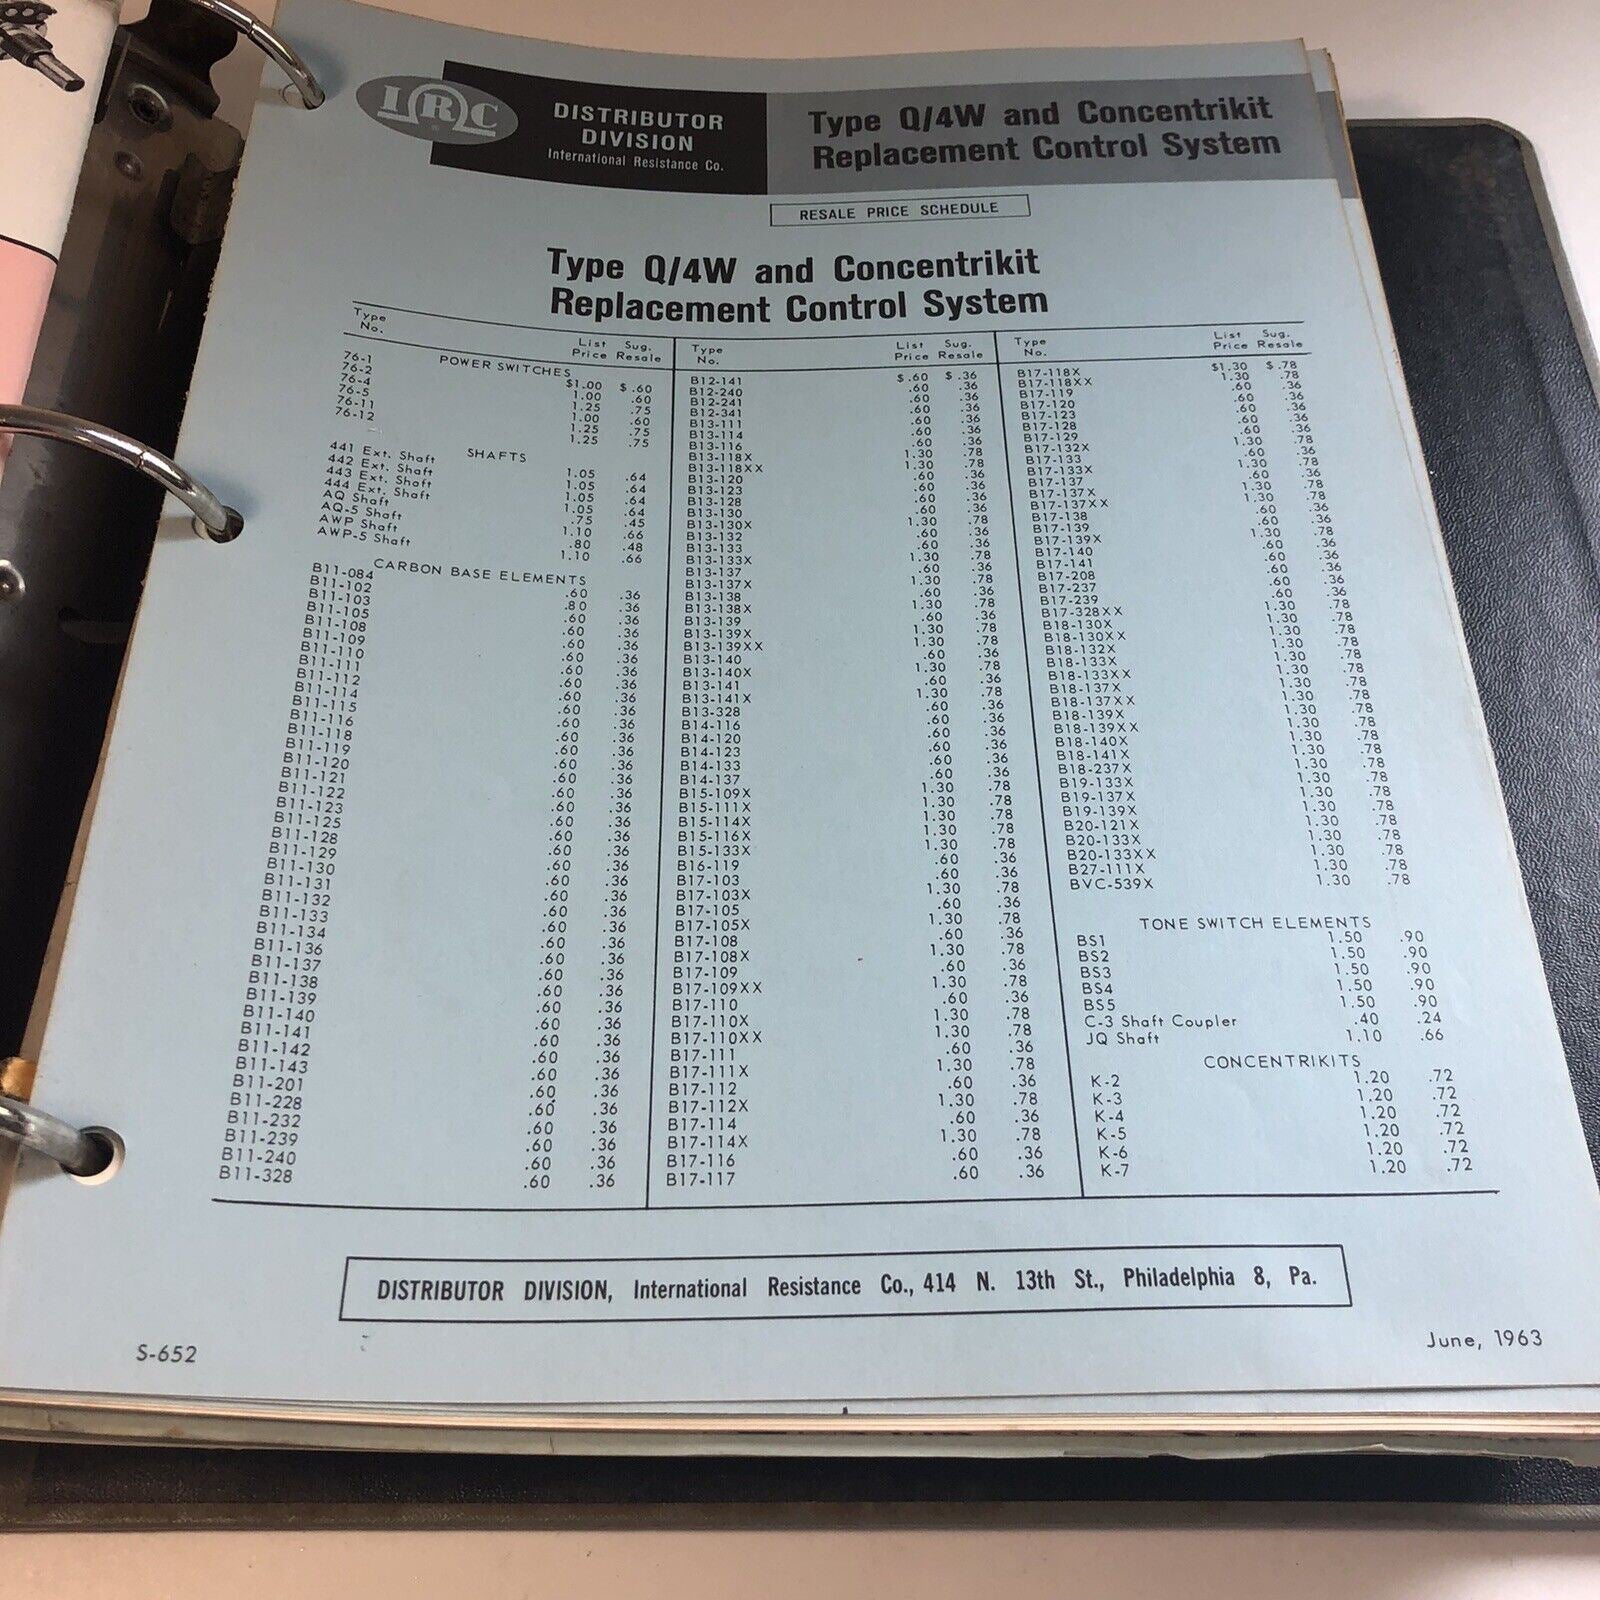 IRC
DISTRIBUTOR
DIVISION
International Resistance Co.
Type Q/4W and Concentrikit
Replacement Control System
RESALE PRICE SCHEDULE
Type Q/4W and Concentrikit
Replacement Control System
Type No. List Price Sug. Resale
POWER SWITCHES
76-1 $1.00 $.60
76-2 1.00 .60
76-4 1.25 .75
76-5 1.00 .60
76-11 1.25 .75
76-12 1.25 .75
SHAFTS
441 Ext. Shaft 1.05 .64
442 Ext. Shaft 1.05 .64
443 Ext. Shaft 1.05 .64
444 Ext. Shaft 1.05 .64
AQ Shaft .75 .45
AQ-5 Shaft 1.10 .66
AWP Shaft .80 .48
AWP-5 Shaft 1.10 .66
CARBON BASE ELEMENTS
B11-084 .60 .36
B11-102 .80 .36
B11-103 .60 .36
B11-105 .60 .36
B11-108 .60 .36
B11-109 .60 .36
B11-110 .60 .36
B11-111 .60 .36
B11-112 .60 .36
B11-114 .60 .36
B11-115 .60 .36
B11-116 .60 .36
B11-118 .60 .36
B11-119 .60 .36
B11-120 .60 .36
B11-121 .60 .36
B11-122 .60 .36
B11-123 .60 .36
B11-125 .60 .36
B11-128 .60 .36
B11-129 .60 .36
B11-130 .60 .36
B11-131 .60 .36
B11-132 .60 .36
B11-133 .60 .36
B11-134 .60 .36
B11-136 .60 .36
B11-137 .60 .36
B11-138 .60 .36
B11-139 .60 .36
B11-140 .60 .36
B11-141 .60 .36
B11-142 .60 .36
B11-143 .60 .36
B11-201 .60 .36
B11-228 .60 .36
B11-232 .60 .36
B11-239 .60 .36
B11-240 .60 .36
B11-328 .60 .36
Type No. List Price Sug. Resale
B12-141 $.60 $.36
B12-240 .60 .36
B12-241 .60 .36
B12-341 .60 .36
B13-111 .60 .36
B13-114 .60 .36
B13-116 .60 .36
B13-118X 1.30 .78
B13-118XX 1.30 .78
B13-120 .60 .36
B13-123 .60 .36
B13-128 .60 .36
B13-130 .60 .36
B13-130X 1.30 .78
B13-132 .60 .36
B13-133 .60 .36
B13-133X 1.30 .78
B13-137 .60 .36
B13-137X 1.30 .78
B13-138 .60 .36
B13-138X 1.30 .78
B13-139 .60 .36
B13-139X 1.30 .78
B13-139XX 1.30 .78
B13-140 .60 .36
B13-140X 1.30 .78
B13-141 .60 .36
B13-141X 1.30 .78
B13-328 .60 .36
B14-116 .60 .36
B14-120 .60 .36
B14-123 .60 .36
B14-133 .60 .36
B14-137 .60 .36
B15-109X 1.30 .78
B15-111X 1.30 .78
B15-114X 1.30 .78
B15-116X 1.30 .78
B15-133X 1.30 .78
B16-119 .60 .36
B17-103 .60 .36
B17-103X 1.30 .78
B17-105 .60 .36
B17-105X 1.30 .78
B17-108 .60 .36
B17-108X 1.30 .78
B17-109 .60 .36
B17-109XX 1.30 .78
B17-110 .60 .36
B17-110X 1.30 .78
B17-110XX 1.30 .78
B17-111 .60 .36
B17-111X 1.30 .78
B17-112 .60 .36
B17-112X 1.30 .78
B17-114 .60 .36
B17-114X 1.30 .78
B17-116 .60 .36
B17-117 .60 .36
Type No. List Price Sug. Resale
B17-118X $1.30 $.78
B17-118XX 1.30 .78
B17-119 .60 .36
B17-120 .60 .36
B17-123 .60 .36
B17-128 .60 .36
B17-129 .60 .36
B17-132X 1.30 .78
B17-133 .60 .36
B17-133X 1.30 .78
B17-137 .60 .36
B17-137X 1.30 .78
B17-137XX 1.30 .78
B17-138 .60 .36
B17-139 .60 .36
B17-139X 1.30 .78
B17-140 .60 .36
B17-141 .60 .36
B17-208 .60 .36
B17-237 .60 .36
B17-239 .60 .36
B17-328XX 1.30 .78
B18-130X 1.30 .78
B18-130XX 1.30 .78
B18-132X 1.30 .78
B18-133X 1.30 .78
B18-133XX 1.30 .78
B18-137X 1.30 .78
B18-137XX 1.30 .78
B18-139X 1.30 .78
B18-139XX 1.30 .78
B18-140X 1.30 .78
B18-141X 1.30 .78
B18-237X 1.30 .78
B19-133X 1.30 .78
B19-137X 1.30 .78
B19-139X 1.30 .78
B20-121X 1.30 .78
B20-133X 1.30 .78
B20-133XX 1.30 .78
B27-111X 1.30 .78
BVC-539X 1.30 .78
TONE SWITCH ELEMENTS
BS1 1.50 .90
BS2 1.50 .90
BS3 1.50 .90
BS4 1.50 .90
BS5 1.50 .90
C-3 Shaft Coupler .40 .24
JQ Shaft 1.10 .66
CONCENTRIKITS
K-2 1.20 .72
K-3 1.20 .72
K-4 1.20 .72
K-5 1.20 .72
K-6 1.20 .72
K-7 1.20 .72
DISTRIBUTOR DIVISION, International Resistance Co., 414 N. 13th St., Philadelphia 8, Pa.
S-652
June, 1963